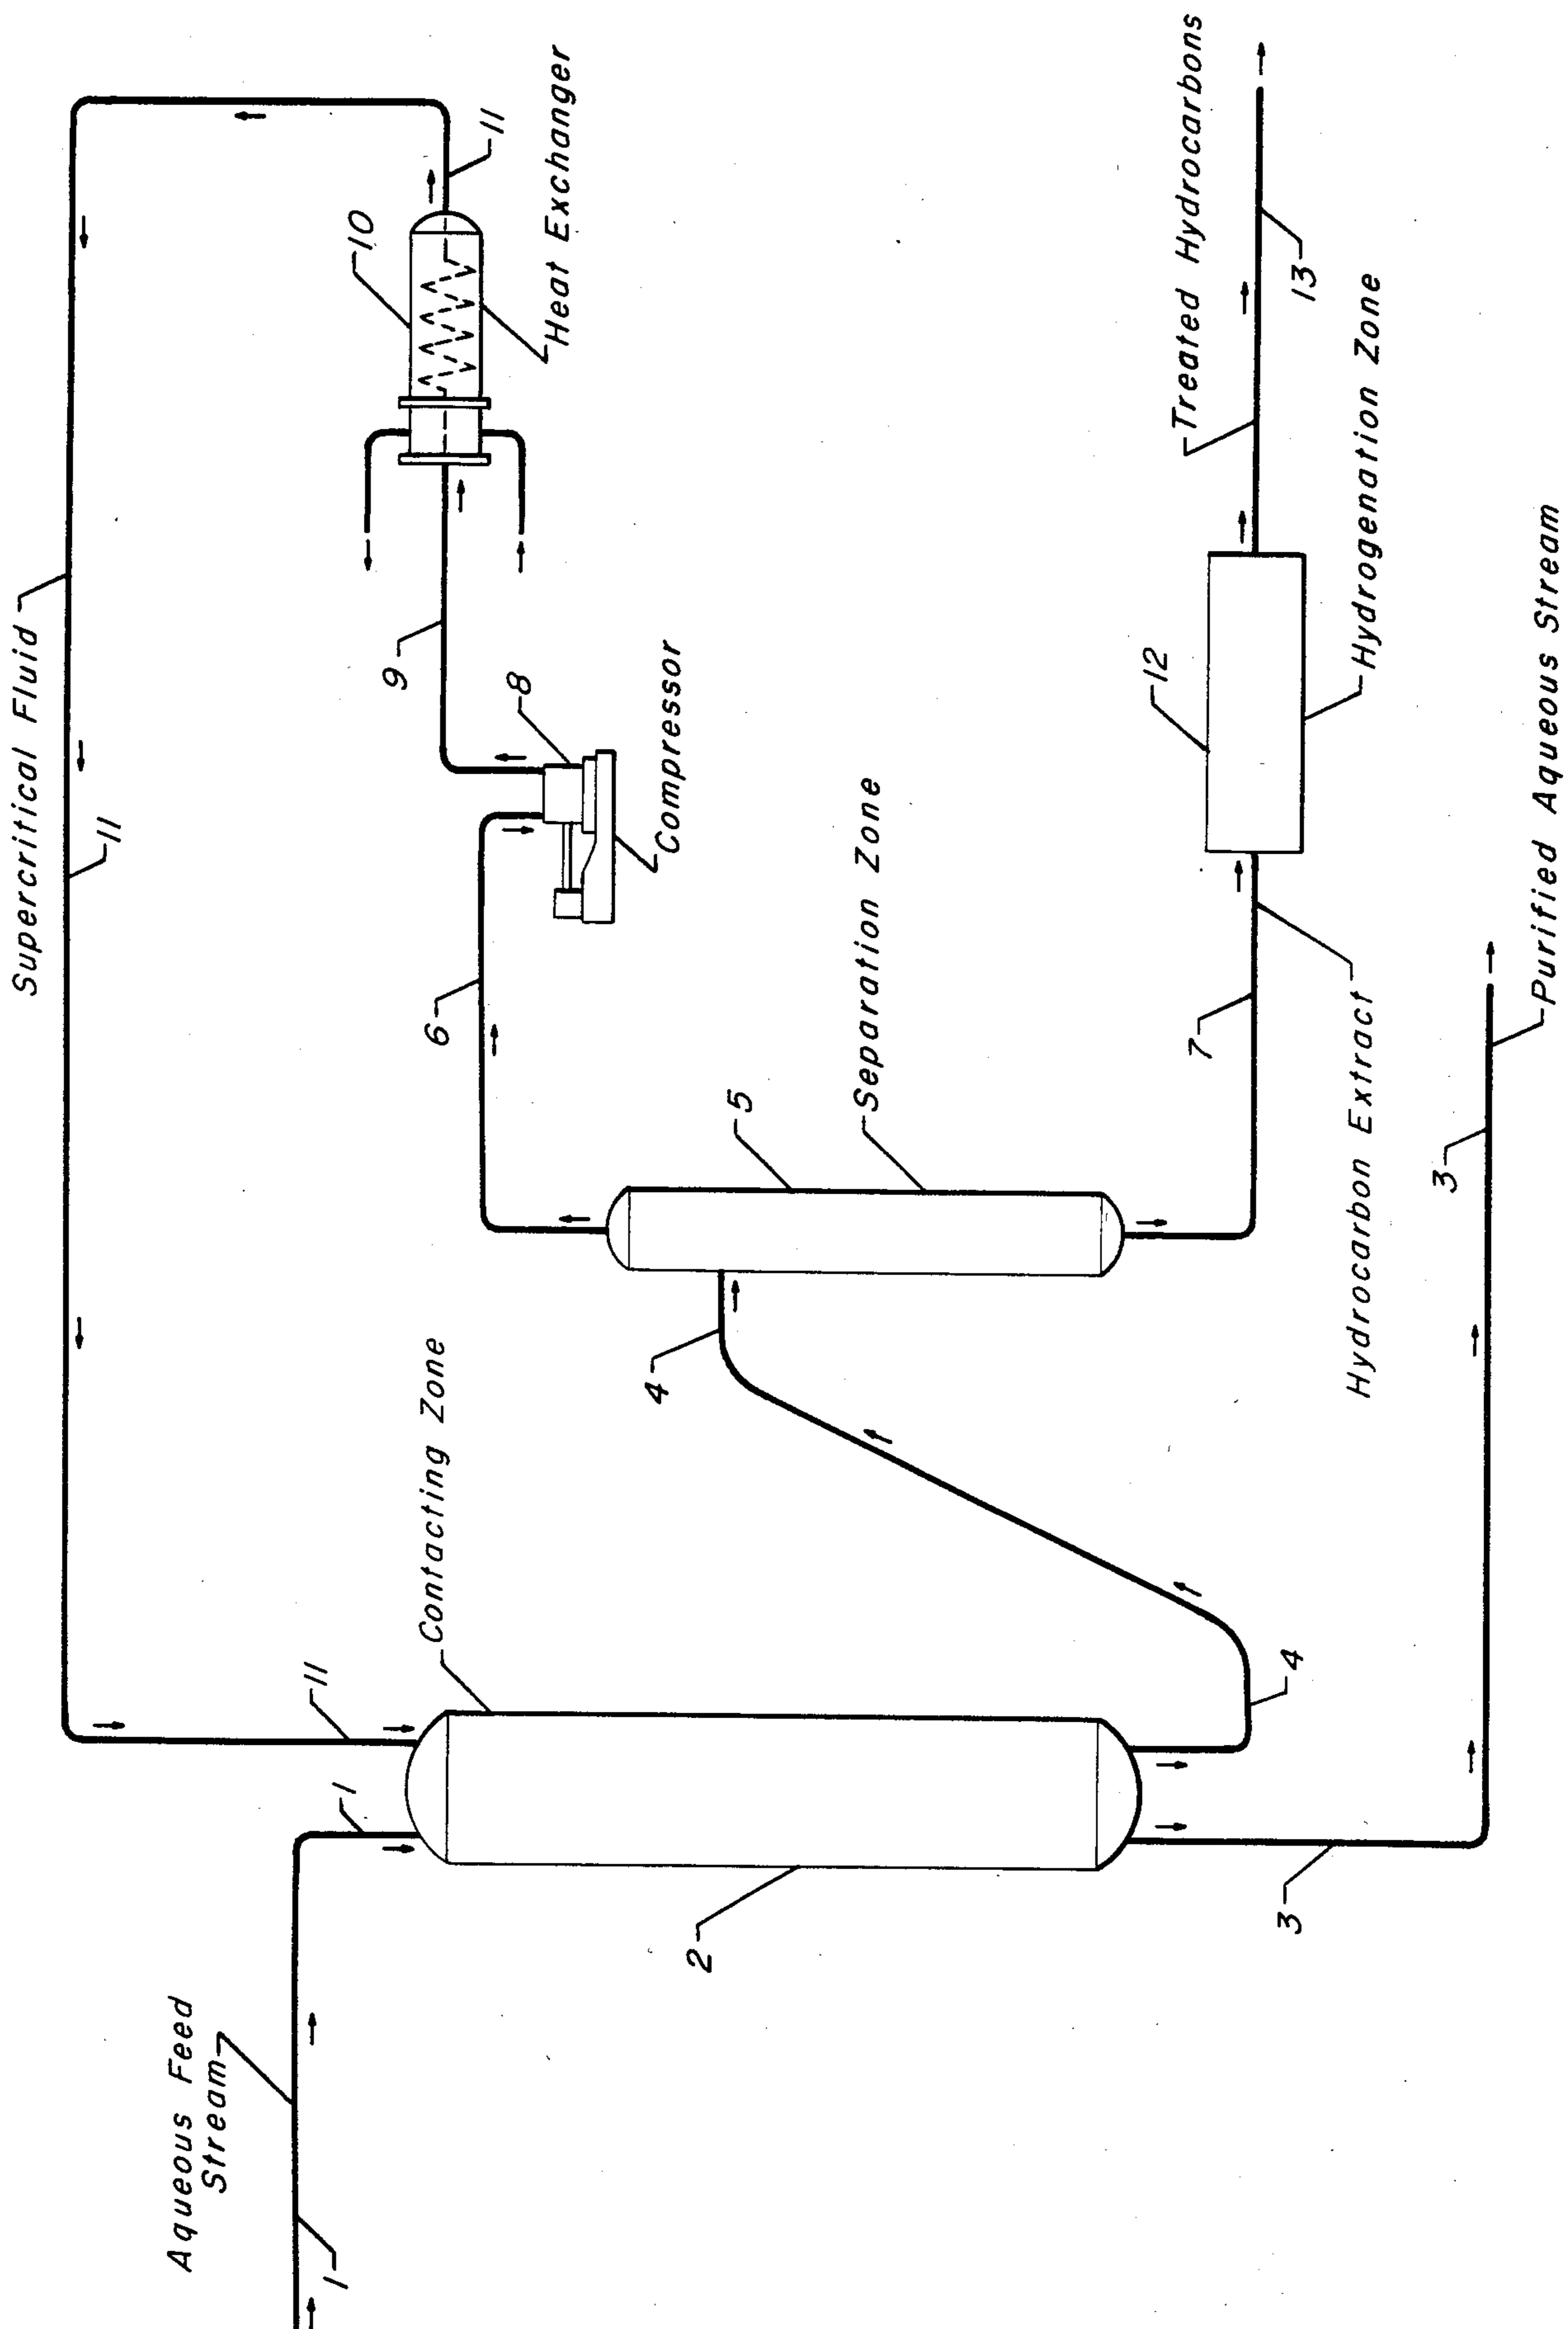 Supercritical Fluid
11
11
10
Heat Exchanger
9
8
Compressor
6
Aqueous Feed
Stream
1
1
11
Contacting Zone
2
4
4
5
Separation Zone
3
3
7
Hydrocarbon Extract
12
Hydrogenation Zone
Treated Hydrocarbons
13
Purified Aqueous Stream